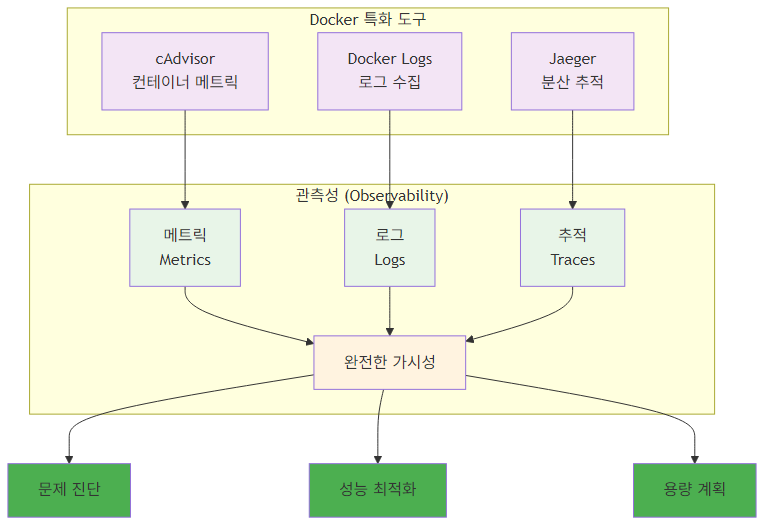 Docker 특화 도구
cAdvisor
컨테이너 메트릭
Docker Logs
로그 수집
Jaeger
분산 추적
관측성 (Observability)
메트릭
Metrics
로그
Logs
추적
Traces
완전한 가시성
문제 진단
성능 최적화
용량 계획